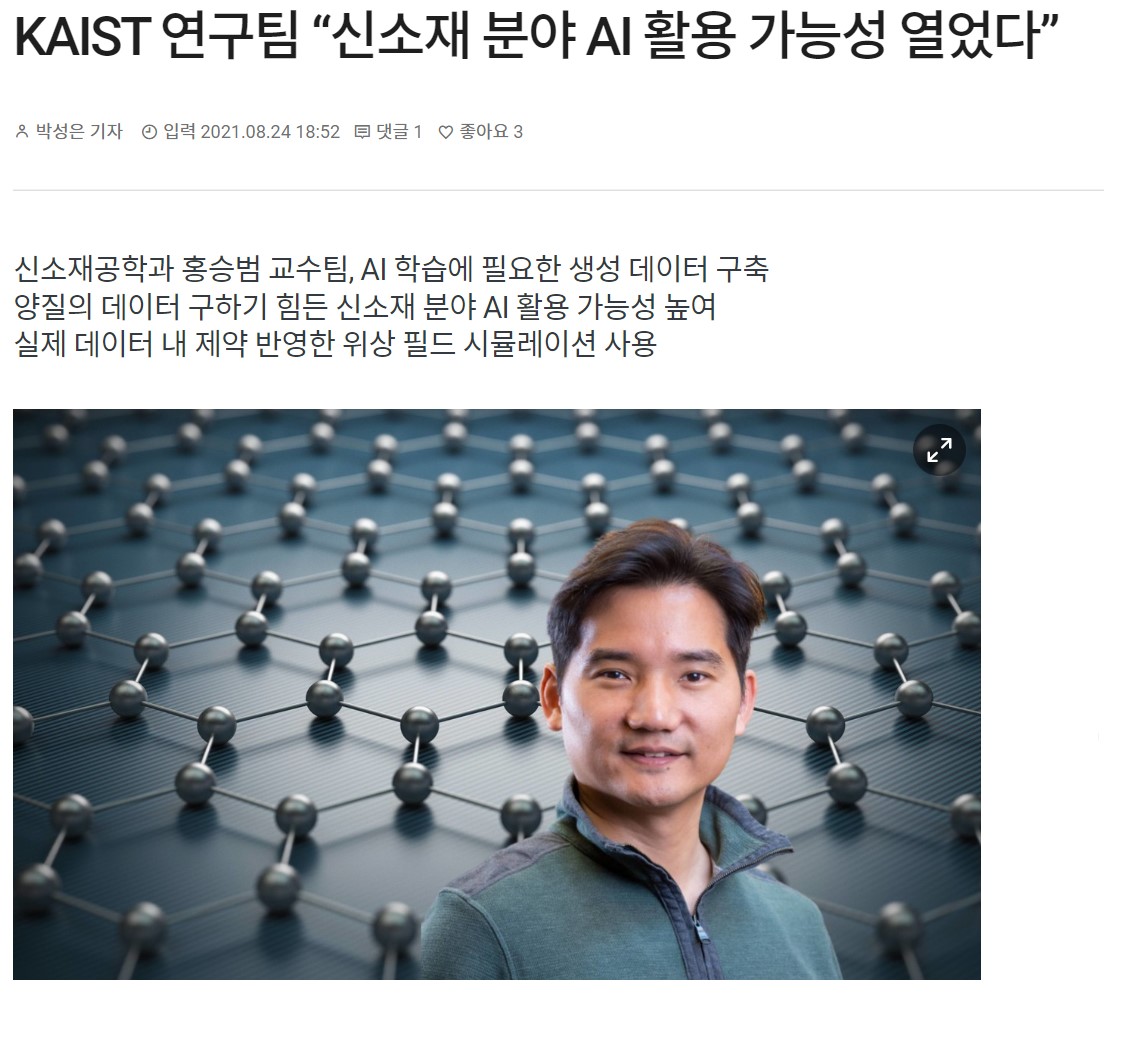 KAIST 연구팀 “신소재 분야 AI 활용 가능성 열었다”
박성은 기자 입력 2021.08.24 18:52 댓글 1 좋아요 3
신소재공학과 홍승범 교수팀, AI 학습에 필요한 생성 데이터 구축
양질의 데이터 구하기 힘든 신소재 분야 AI 활용 가능성 높여
실제 데이터 내 제약 반영한 위상 필드 시뮬레이션 사용